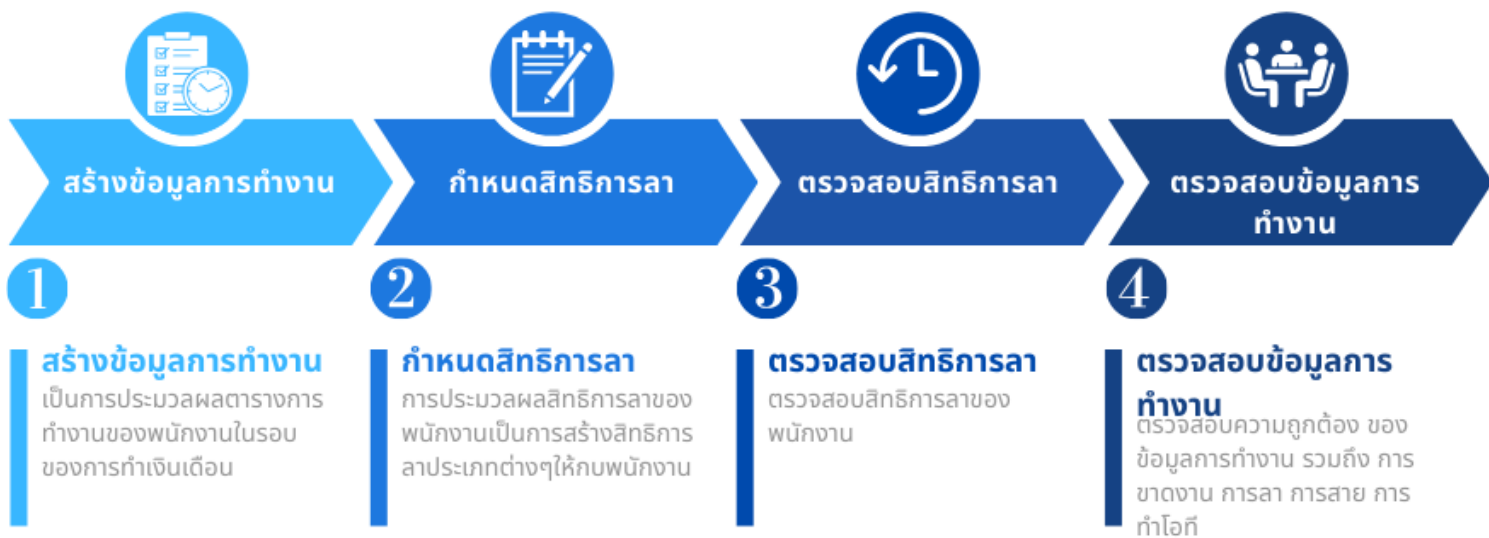 สร้างข้อมูลการทำงาน
กำหนดสิทธิการลา
ตรวจสอบสิทธิการลา
ตรวจสอบข้อมูลการ
ทำงาน
1
สร้างข้อมูลการทำงาน
เป็นการประมวลผลตารางการ
ทำงานของพนักงานในรอบ
ของการทำเงินเดือน
2
กำหนดสิทธิการลา
การประมวลผลสิทธิการลาของ
พนักงานเป็นการสร้างสิทธิการ
ลาประเภทต่างๆให้กบพนักงาน
3
ตรวจสอบสิทธิการลา
ตรวจสอบสิทธิการลาของ
พนักงาน
4
ตรวจสอบข้อมูลการ
ทำงาน
ตรวจสอบความถูกต้อง ของ
ข้อมูลการทำงาน รวมถึง การ
ขาดงาน การลา การสาย การ
ทำโอที